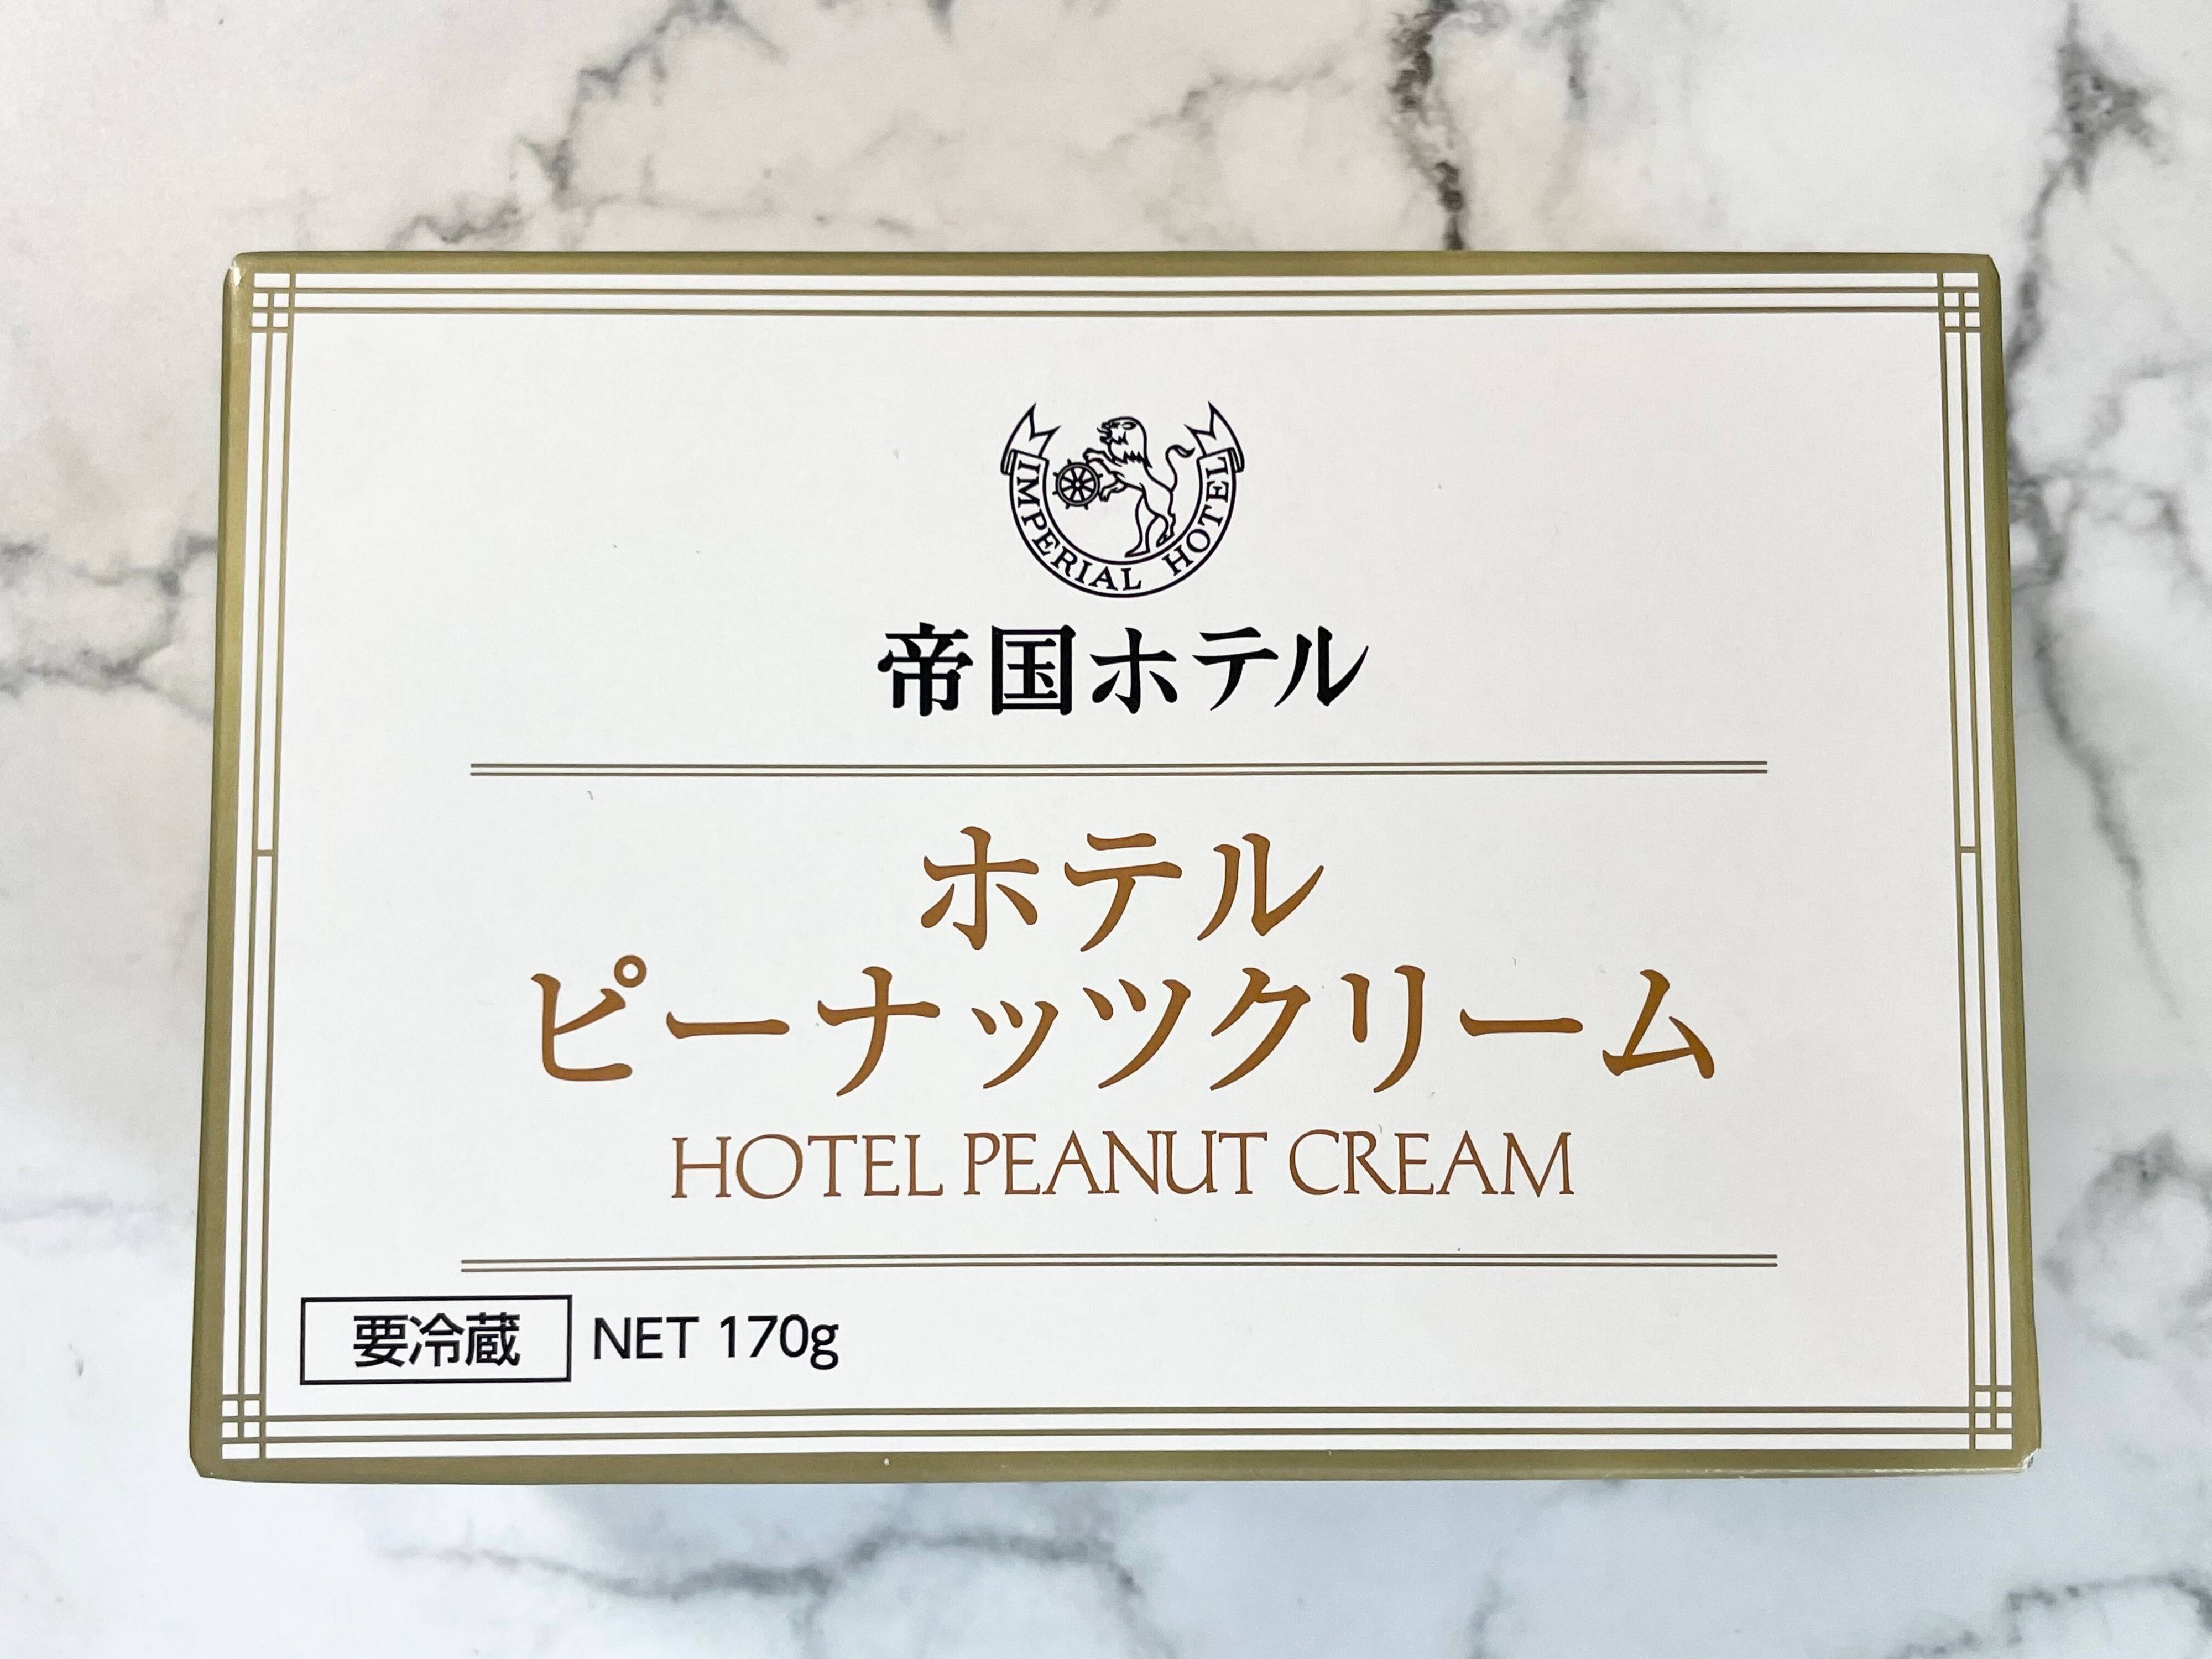 IMPERIAL HOTEL
帝国ホテル
ホテル
ピーナッツクリーム
HOTEL PEANUT CREAM
要冷蔵 NET 170g